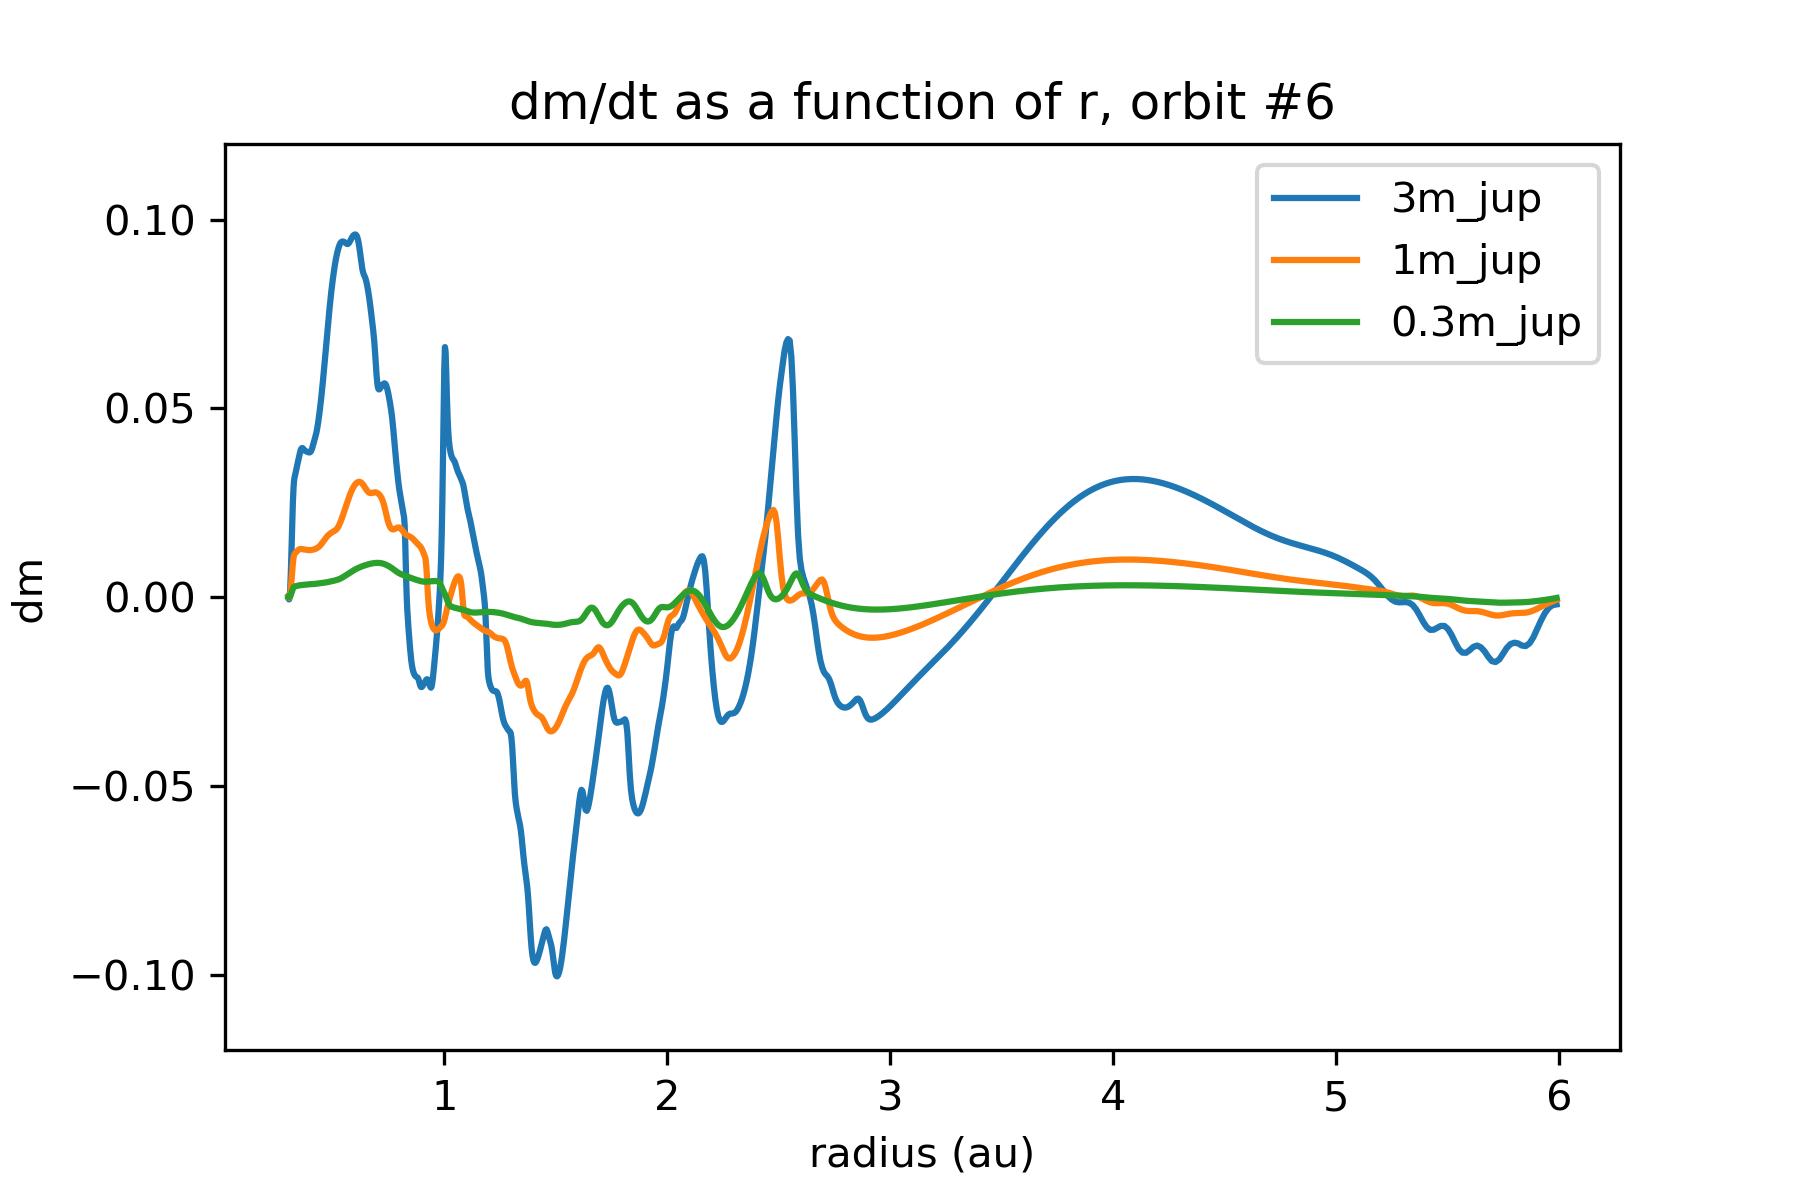 dm/dt as a function of r, orbit #6
3m_jup
1m_jup
0.3m_jup
0.10
0.05
0.00
−0.05
−0.10
dm
1 2 3 4 5 6
radius (au)